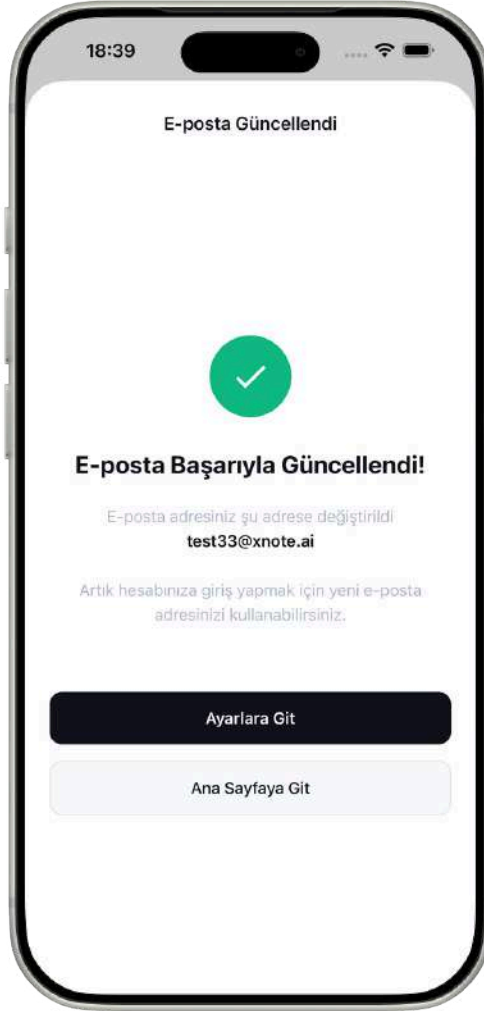 18:39
E-posta Güncellendi
E-posta Başarıyla Güncellendi!
E-posta adresiniz şu adrese değiştirildi
test33@xnote.ai
Artık hesabınıza giriş yapmak için yeni e-posta
adresinizi kullanabilirsiniz.
Ayarlara Git
Ana Sayfaya Git